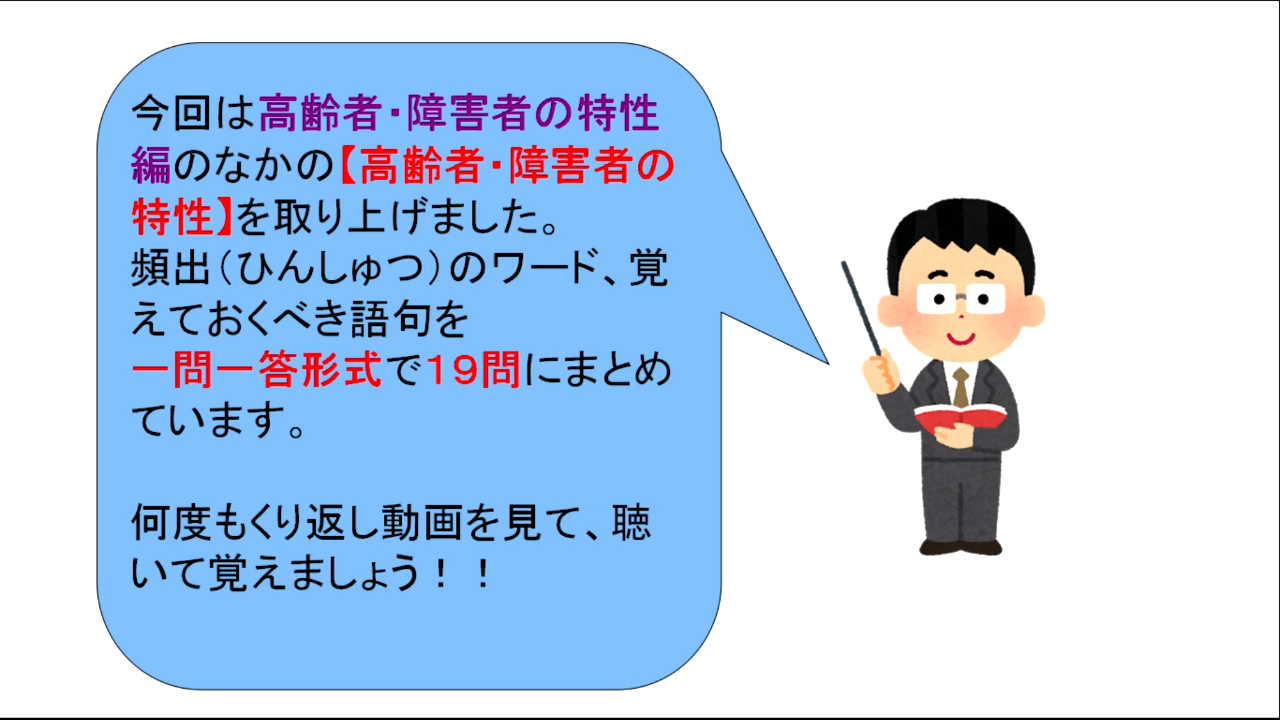 今回は高齢者・障害者の特性
編のなかの【高齢者・障害者の
特性】を取り上げました。
頻出（ひんしゅつ）のワード、覚
えておくべき語句を
一問一答形式で１９問にまとめ
ています。
何度もくり返し動画を見て、聴
いて覚えましょう！！